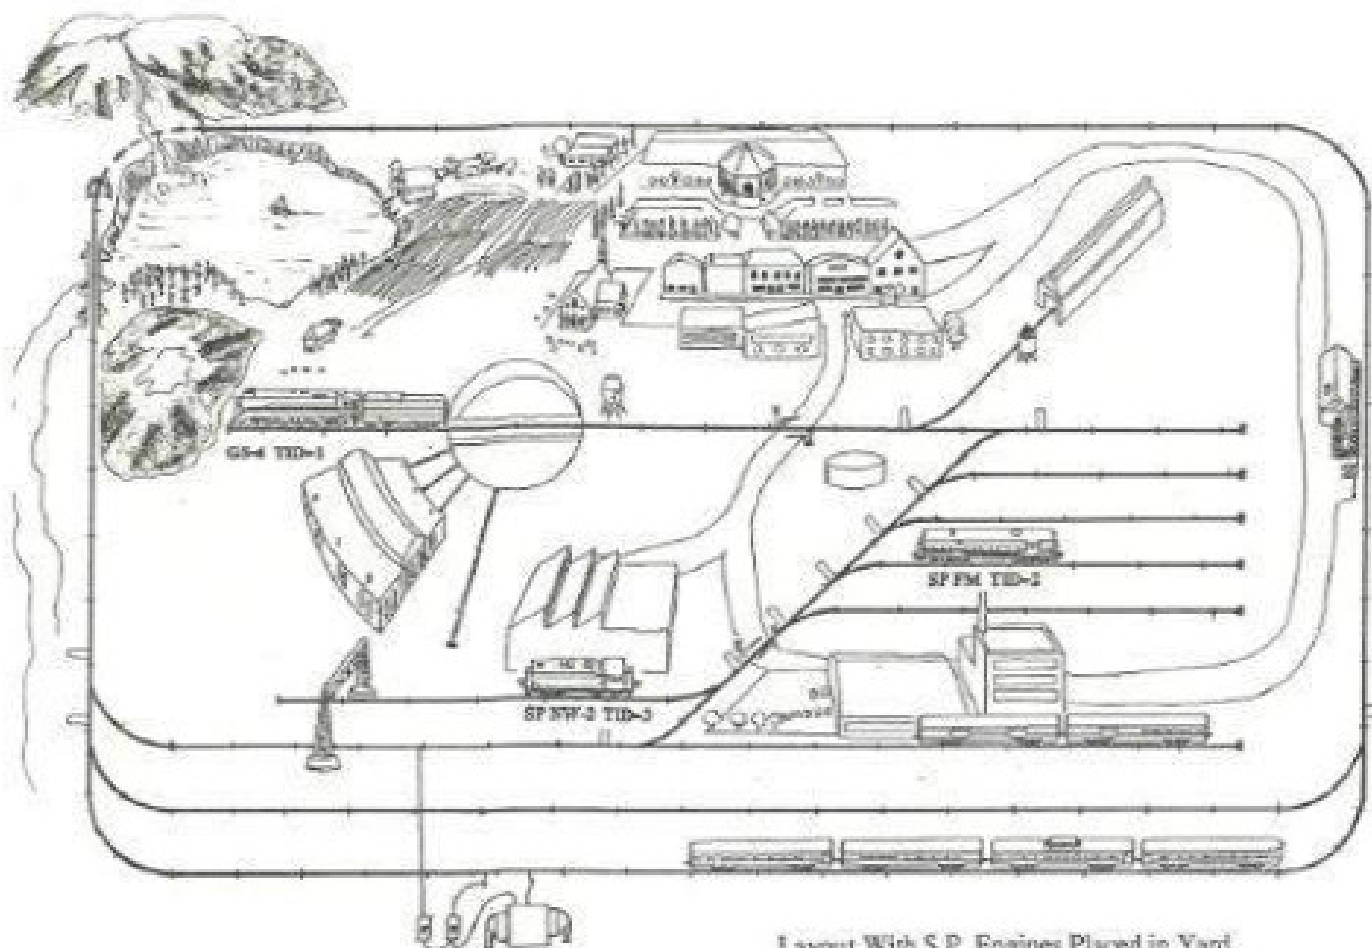 GS-4 TID-1
SP FM TID-2
SP NW-2 TID-3
Layout With S.P. Engines Placed in Yard